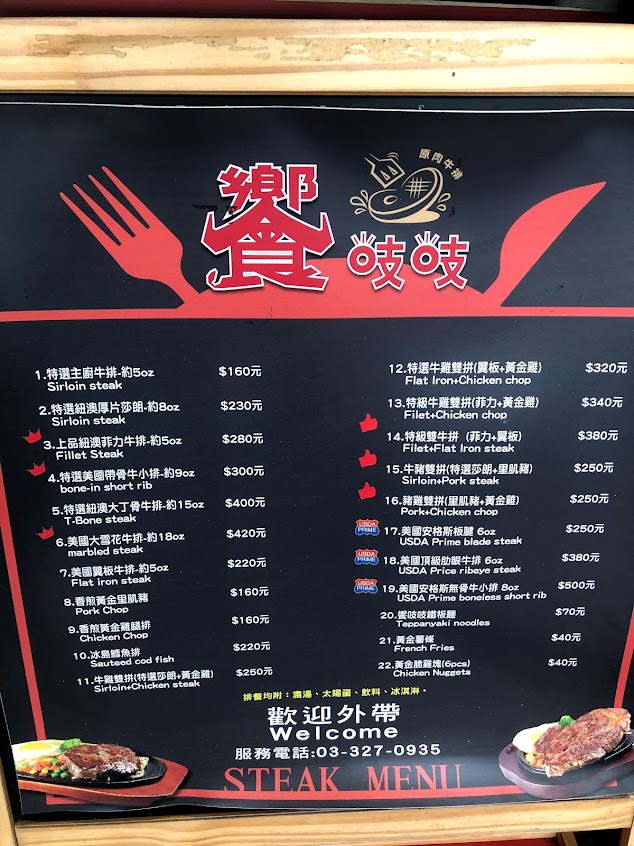 原肉牛排
饗 吱吱
1.特選主廚牛排-約5oz $160元
Sirloin steak
2.特選紐澳厚片莎朗-約8oz $230元
Sirloin steak
3.上品紐澳菲力牛排-約5oz $280元
Fillet Steak
4.特選美國帶骨牛小排-約9oz $300元
bone-in short rib
5.特選紐澳大丁骨牛排-約15oz $400元
T-Bone steak
6.美國大雪花牛排-約18oz $420元
marbled steak
7.美國翼板牛排-約5oz $220元
Flat iron steak
8.香煎黃金里肌豬 $160元
Pork Chop
9.香煎黃金雞腿排 $160元
Chicken Chop
10.冰島鱈魚排 $220元
Sauteed cod fish
11.牛雞雙拼(特選莎朗+黃金雞) $250元
Sirloin+Chicken steak
12.特選牛雞雙拼(翼板+黃金雞) $320元
Flat Iron+Chicken chop
13.特級牛雞雙拼(菲力+黃金雞) $340元
Filet+Chicken chop
14.特級雙牛拼 (菲力+翼板) $380元
Filet+Flat Iron steak
15.牛豬雙拼(特選莎朗+里肌豬) $250元
Sirloin+Pork steak
16.豬雞雙拼(里肌豬+黃金雞) $250元
Pork+Chicken chop
USDA PRIME 17.美國安格斯板腱 6oz $250元
USDA Prime blade steak
USDA PRIME 18.美國頂級肋眼牛排 6oz $380元
USDA Price ribeye steak
USDA PRIME 19.美國安格斯無骨牛小排 8oz $500元
USDA Prime boneless short rib
20.饗吱吱鐵板麵 $70元
Teppanyaki noodles
21.黃金薯條 $40元
French Fries
22.黃金脆雞塊(6pcs) $40元
Chicken Nuggets
排餐均附：濃湯、太陽蛋、飲料、冰淇淋。
歡迎外帶
Welcome
服務電話:03-327-0935
STEAK MENU